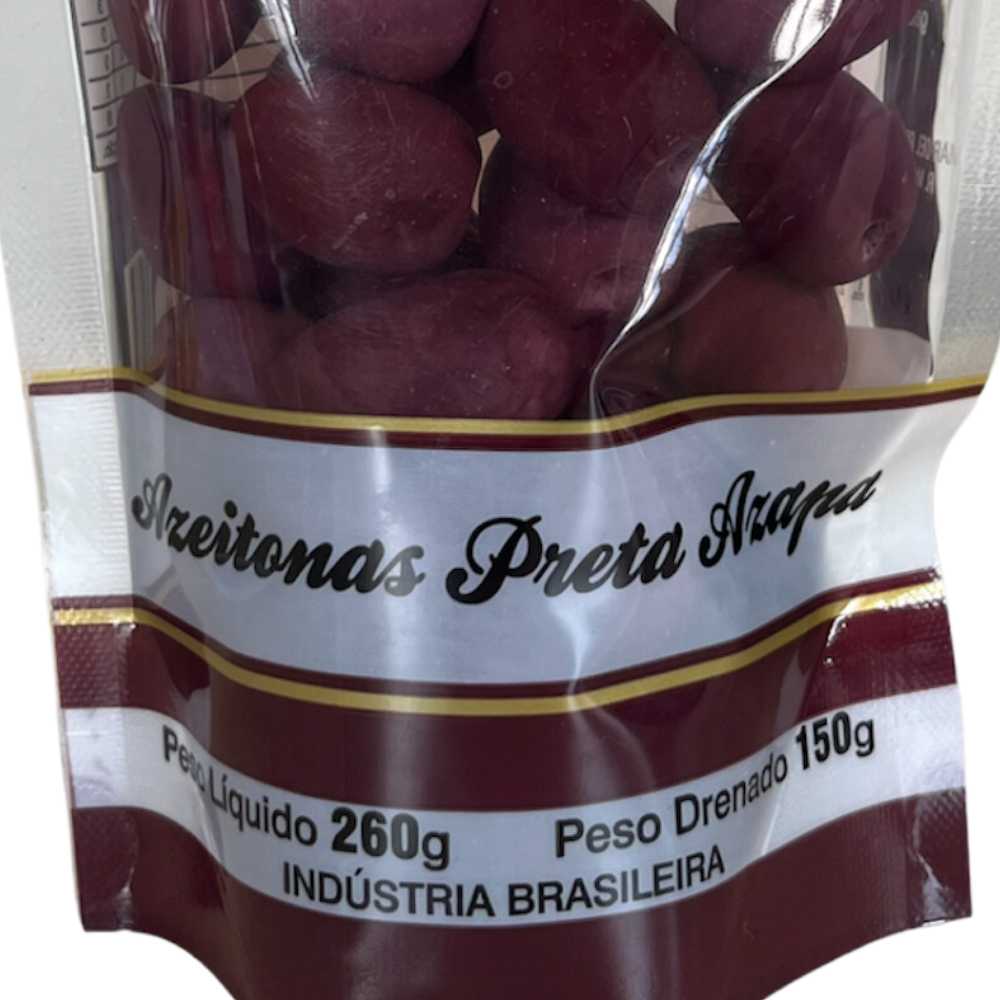 Azeitonas Preta Azapa
Peso Líquido 260g Peso Drenado 150g
INDÚSTRIA BRASILEIRA